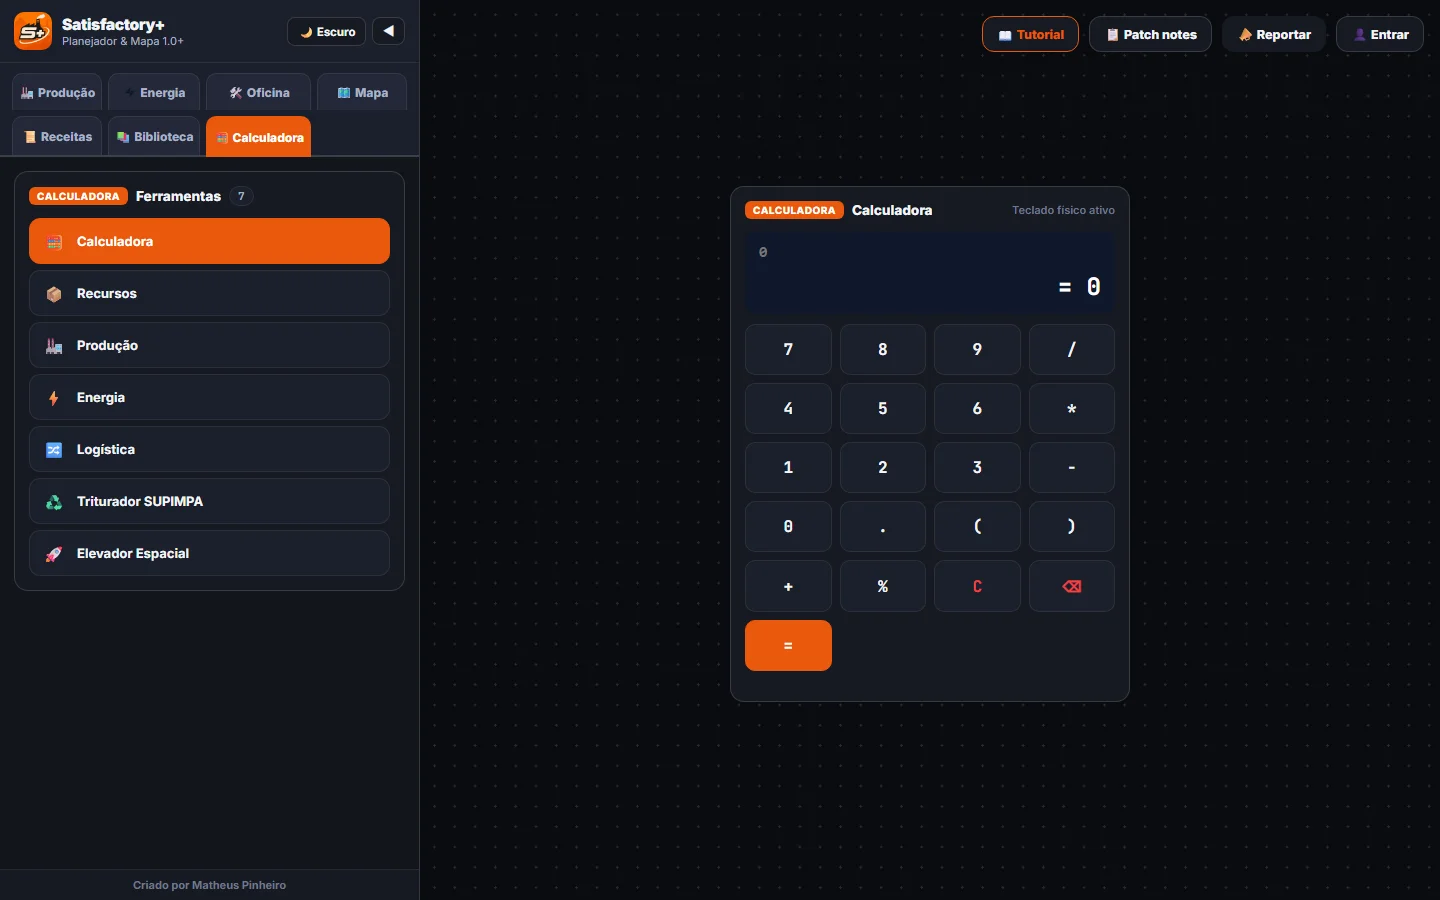 Satisfactory+
Planejador & Mapa 1.0+
Escuro
Produção
Energia
Oficina
Mapa
Receitas
Biblioteca
Calculadora
CALCULADORA Ferramentas 7
Calculadora
Recursos
Produção
Energia
Logística
Triturador SUPIMPA
Elevador Espacial
Criado por Matheus Pinheiro
Tutorial
Patch notes
Reportar
Entrar
CALCULADORA Calculadora Teclado físico ativo
0
= 0
7 8 9 /
4 5 6 *
1 2 3 -
0 . ( )
+ % C ⌫
=